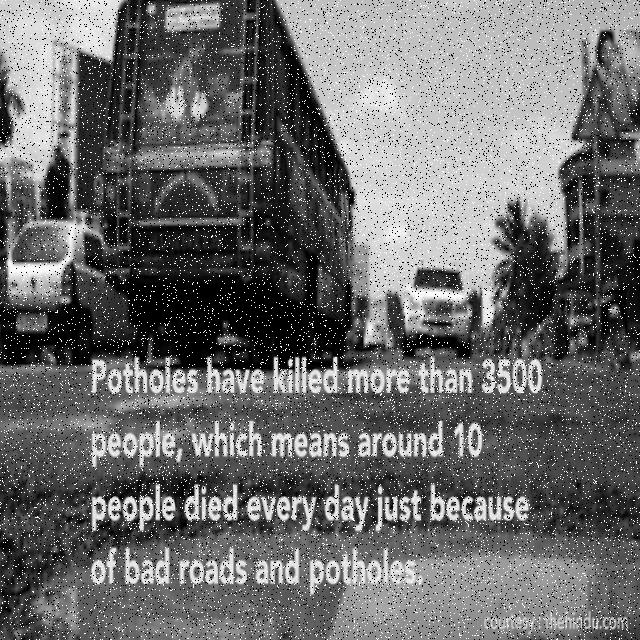 Potholes have killed more than 3500
people, which means around 10
people died every day just because
of bad roads and potholes.
courtesy : thehindu.com